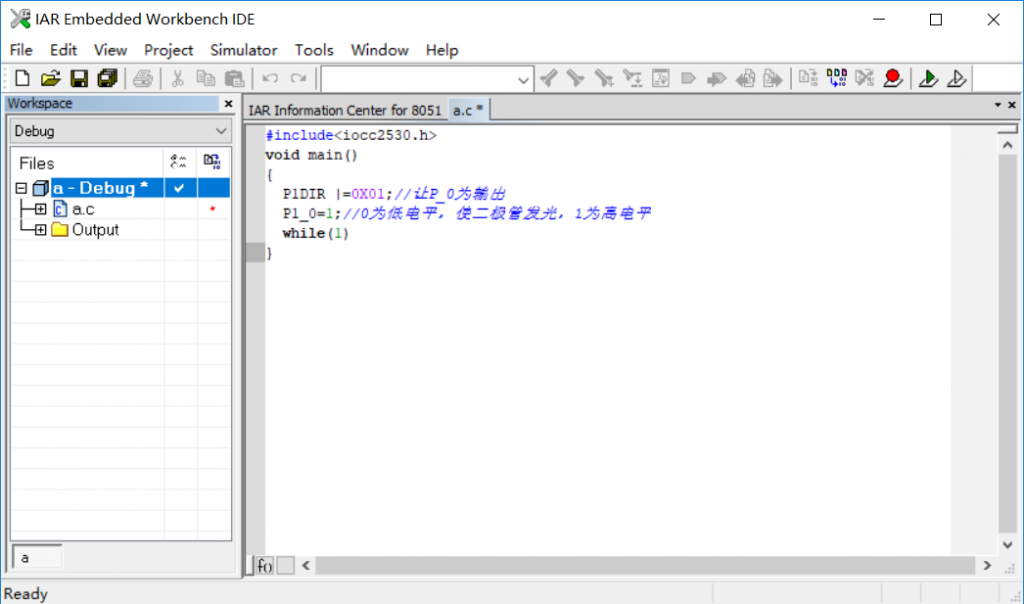 IAR Embedded Workbench IDE
File Edit View Project Simulator Tools Window Help
Workspace
IAR Information Center for 8051 a.c *
Debug
Files
a - Debug *
a.c
Output
#include<iocc2530.h>
void main()
{
P1DIR |=0X01;//让P_0为输出
P1_0=1;//0为低电平，使二极管发光，1为高电平
while(1)
}
a
f()
Ready